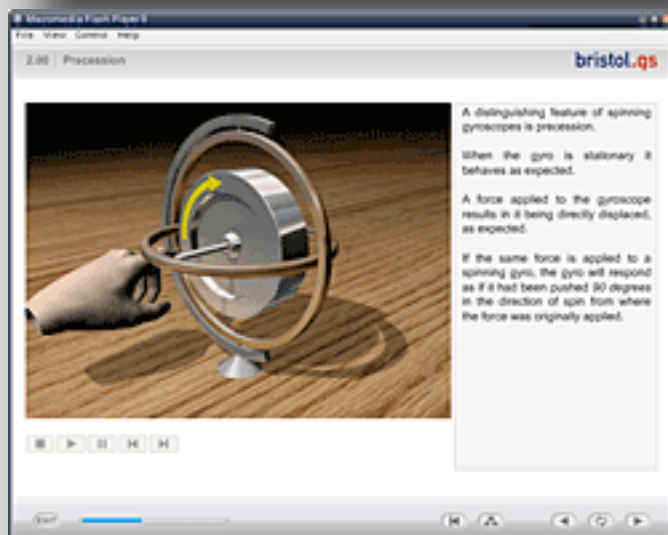 Macromedia Flash Player 6
File View Control Help
2.00 | Precession
bristol.qs
A distinguishing feature of spinning
gyroscopes is precession.
When the gyro is stationary it
behaves as expected.
A force applied to the gyroscope
results in it being directly displaced,
as expected.
If the same force is applied to a
spinning gyro, the gyro will respond
as if it had been pushed 90 degrees
in the direction of spin from where
the force was originally applied.
EXIT